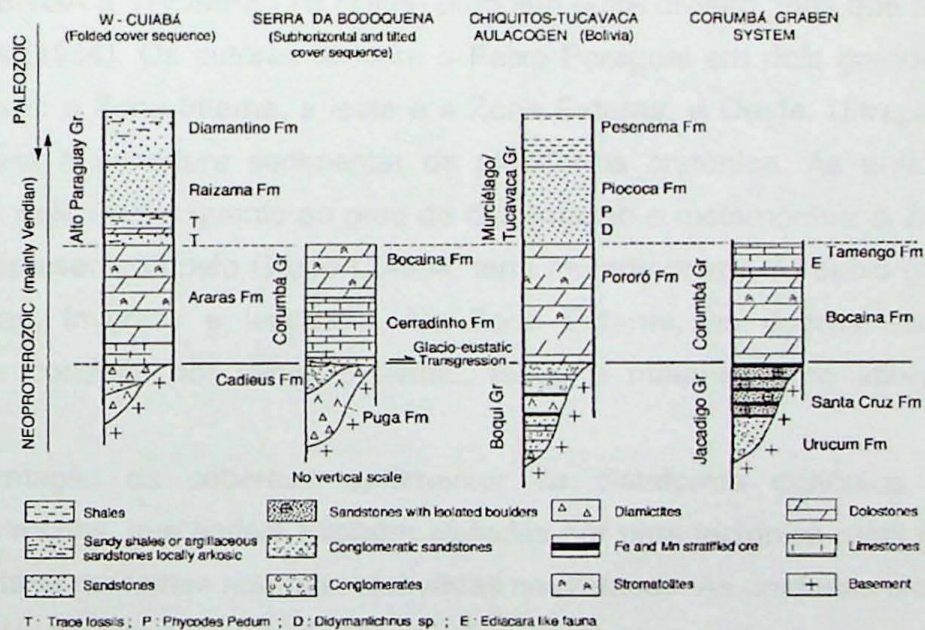 W - CUIABÁ
(Folded cover sequence)
SERRA DA BODOQUENA
(Subhorizontal and tilted
cover sequence)
CHIQUITOS-TUCAVACA
AULACOGEN (Bolivia)
CORUMBÁ GRABEN
SYSTEM
PALEOZOIC
NEOPROTEROZOIC (mainly Vedian)
Alto Paraguay Gr.
Diamantino Fm
Raizama Fm
T
Araras Fm
Cadieus Fm
Corumbá Gr.
Bocaina Fm
Cerradinho Fm
Glacio-eustatic
Transgression
Puga Fm
No vertical scale
Murciélago/
Tucavaca Gr
Pesenema Fm
Piococa Fm
P
D
Pororó Fm
Boqui Gr
Corumbá Gr.
E
Tamengo Fm
Bocaina Fm
Jacadigo Gr
Santa Cruz Fm
Urucum Fm
Shales
Sandy shales or argillaceous
sandstones locally arkosic
Sandstones
Sandstones with isolated boulders
Conglomeratic sandstones
Conglomerates
Diamictites
Fe and Mn stratified ore
Stromatolites
Dolostones
Limestones
Basement
T : Trace fossils ; P : Phycodes Pedum ; D : Didymanlichnus sp. ; E : Ediacara like fauna